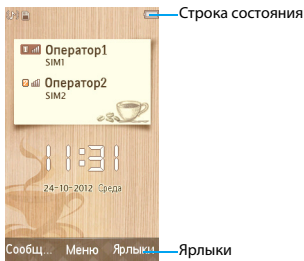 Строка состояния
Оператор1
SIM1
Оператор2
SIM2
11:31
24-10-2012 Среда
Сообщ... Меню Ярлыки
Ярлыки